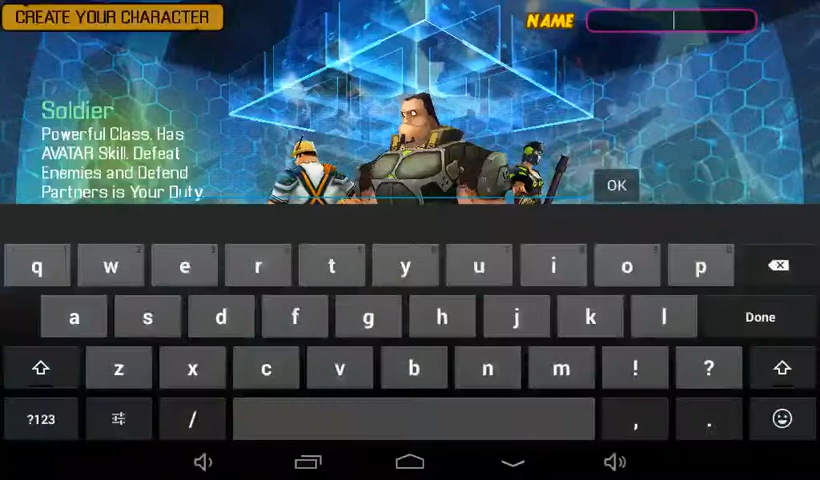 CREATE YOUR CHARACTER
NAME
Soldier
Powerful Class. Has
AVATAR Skill. Defeat
Enemies and Defend
Partners is Your Duty.
OK
q w e r t y u i o p
a s d f g h j k l Done
z x c v b n m ! ?
?123 / , .